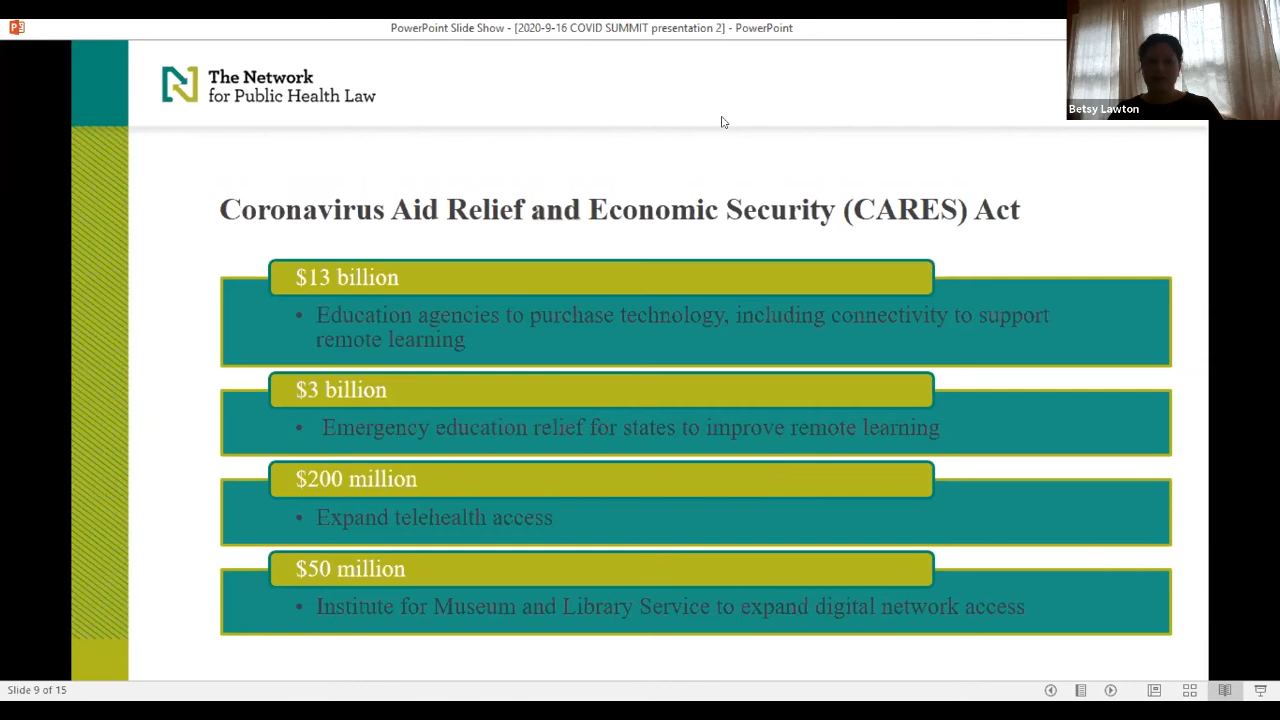 PowerPoint Slide Show - [2020-9-16 COVID SUMMIT presentation 2] - PowerPoint
Betsy Lawton
The Network
for Public Health Law
Coronavirus Aid Relief and Economic Security (CARES) Act
$13 billion
• Education agencies to purchase technology, including connectivity to support
remote learning
$3 billion
• Emergency education relief for states to improve remote learning
$200 million
• Expand telehealth access
$50 million
• Institute for Museum and Library Service to expand digital network access
Slide 9 of 15